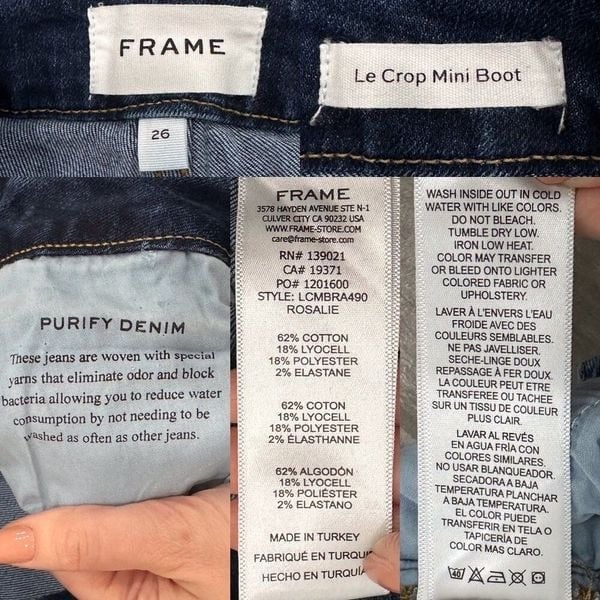 FRAME
26
Le Crop Mini Boot
PURIFY DENIM
These jeans are woven with special
yarns that eliminate odor and block
bacteria allowing you to reduce water
consumption by not needing to be
washed as often as other jeans.
FRAME
3578 HAYDEN AVENUE STE N-1
CULVER CITY CA 90232 USA
WWW.FRAME-STORE.COM
care@frame-store.com
RN# 139021
CA# 19371
PO# 1201600
STYLE: LCMBRA490
ROSALIE
62% COTTON
18% LYOCELL
18% POLYESTER
2% ELASTANE
62% COTON
18% LYOCELL
18% POLYESTER
2% ÉLASTHANNE
62% ALGODÓN
18% LYOCELL
18% POLIÉSTER
2% ELASTANO
MADE IN TURKEY
FABRIQUÉ EN
HECHO EN
WASH INSIDE OUT IN COLD
WATER WITH LIKE COLORS.
DO NOT BLEACH.
TUMBLE DRY LOW.
IRON LOW HEAT.
COLOR MAY TRANSFER
OR BLEED ONTO LIGHTER
COLORED FABRIC OR
UPHOLSTERY.
LAVER À L'ENVERS L'EAU
FROIDE AVEC DES
COULEURS SEMBLABLES.
NE PAS JAVELLISER.
SECHE-LINGE DOUX
REPASSAGE À FER DOUX.
LA COULEUR PEUT ETRE
TRANSFEREE OU TACHEE
SUR UN TISSU DE COULEUR
PLUS CLAIR.
LAVAR AL REVÉS
EN AGUA FRÍA CON
COLORES SIMILARES.
NO USAR BLANQUEADOR.
SECADORA A BAJA
TEMPERATURA PLANCHAR
A BAJA TEMPERATURA.
EL COLOR PUEDE
TRANSFERIR EN TELA O
TAPICERÍA DE
COLOR MAS CLARO.